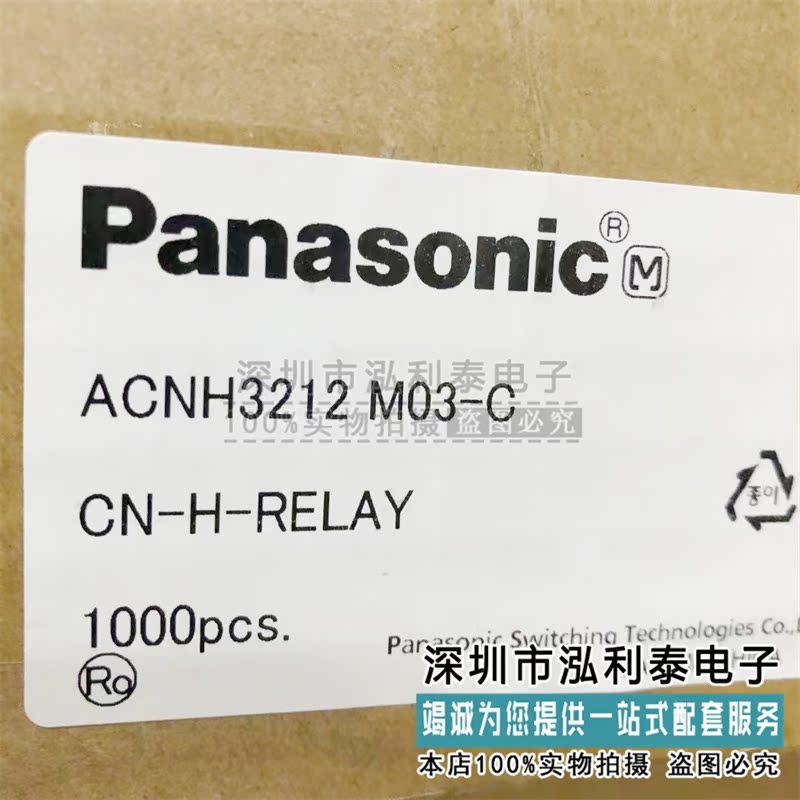 Panasonic® M
深圳市泓利泰电子
ACNH3212 M03-C
100%实物拍摄 盗图必究
종이
CN-H-RELAY
1000pcs.
Panasonic Switching Technologies Co.,
Ro
深圳市泓利泰电子
竭诚为您提供一站式配套服务
本店100%实物拍摄 盗图必究